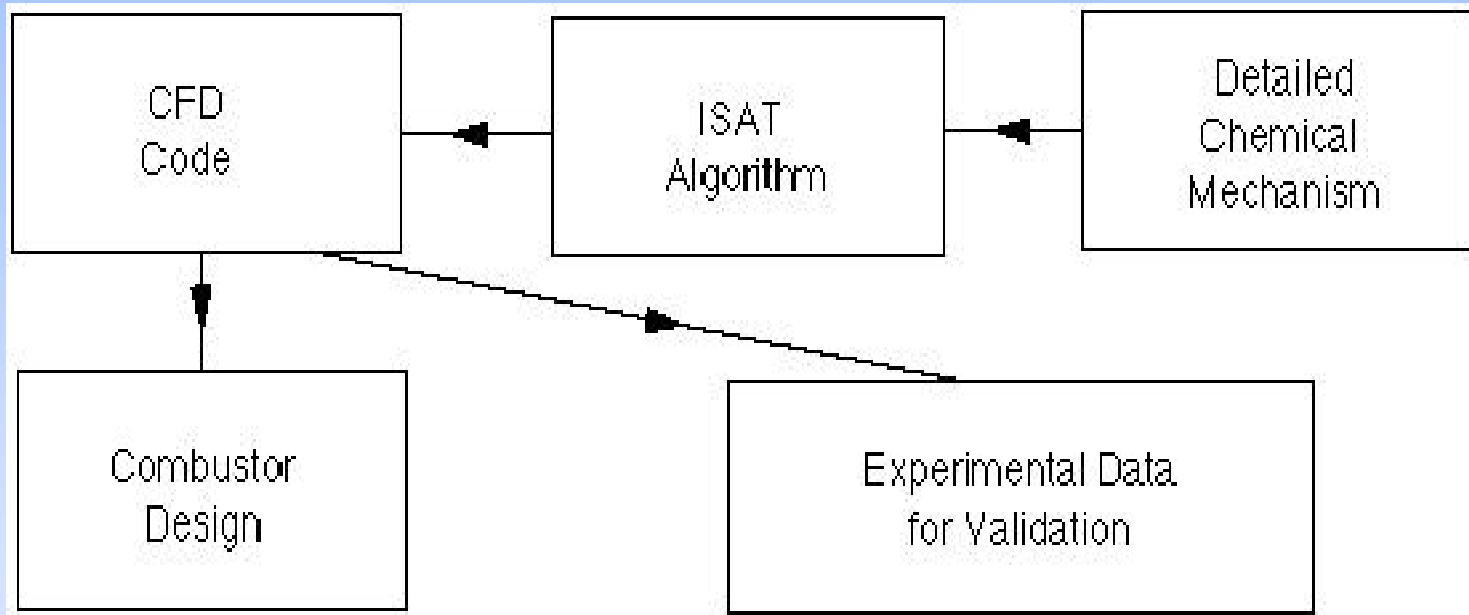 CFD
Code
ISAT
Algorithm
Detailed
Chemical
Mechanism
Combustor
Design
Experimental Data
for Validation